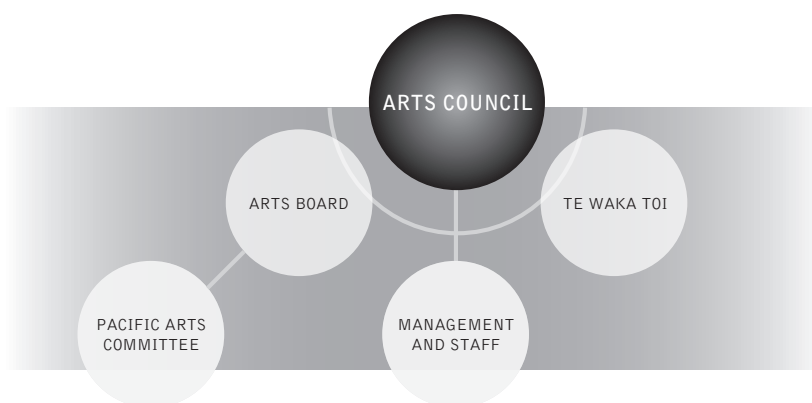 ARTS COUNCIL
ARTS BOARD
TE WAKA TOI
PACIFIC ARTS
COMMITTEE
MANAGEMENT
AND STAFF